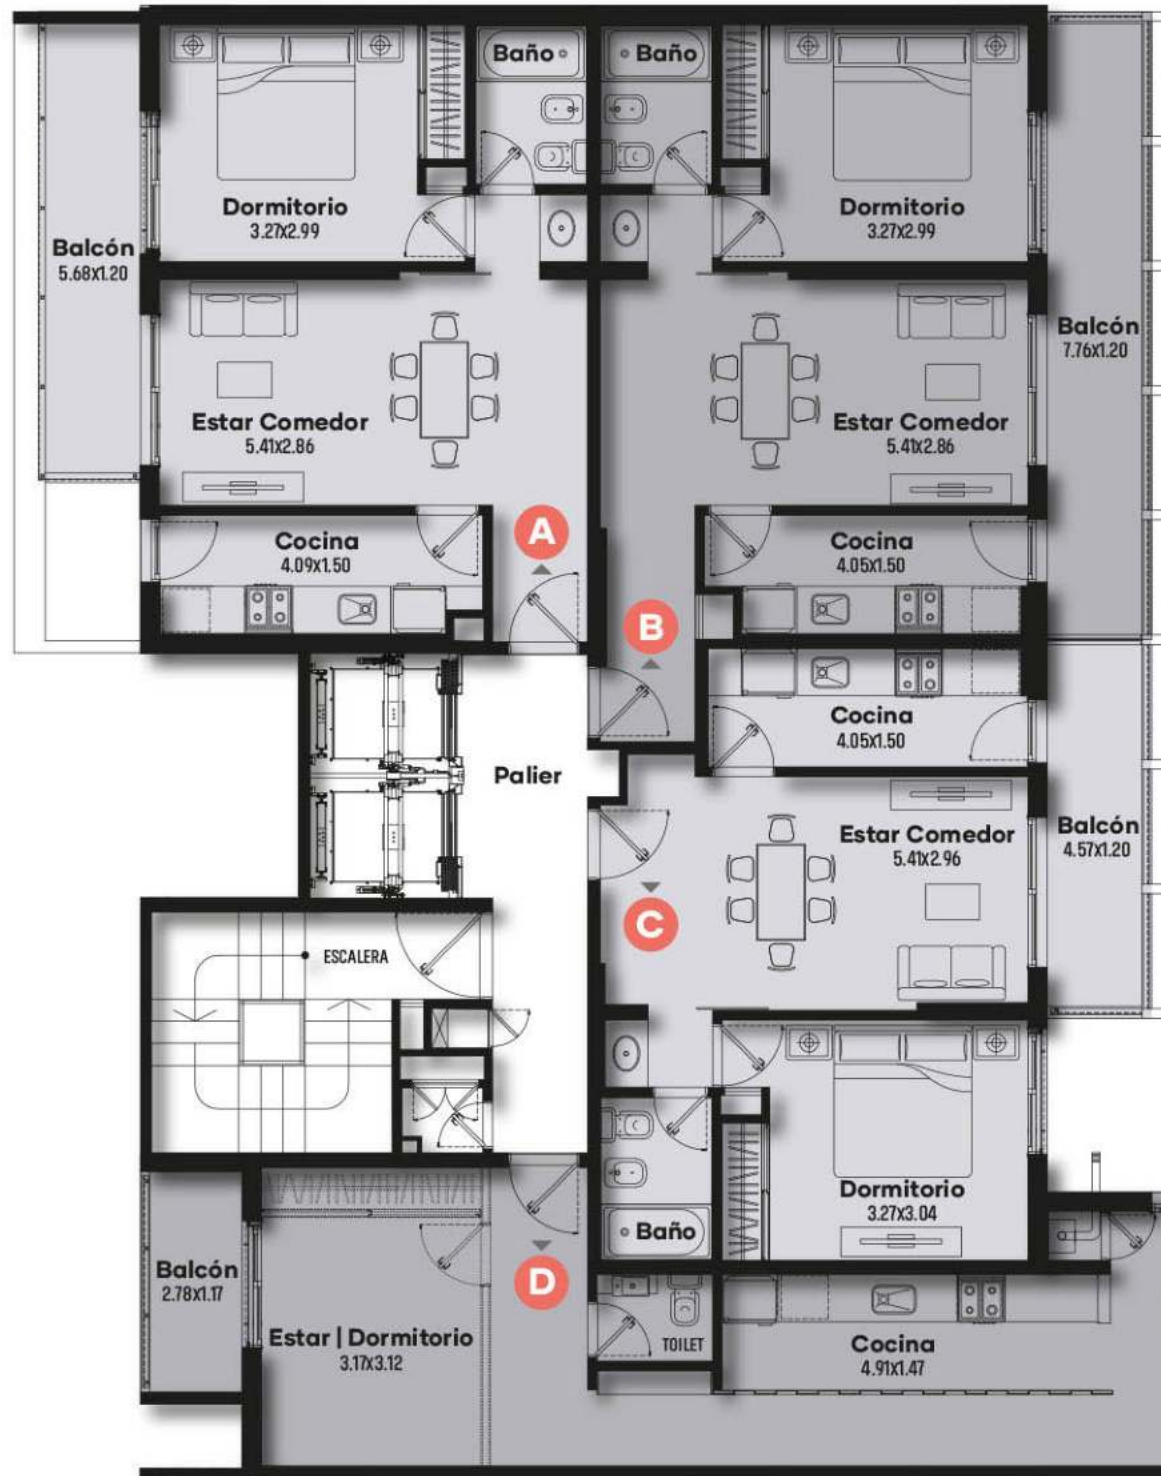 Baño
Baño
Dormitorio
3.27x2.99
Dormitorio
3.27x2.99
Balcón
5.68x1.20
Balcón
7.76x1.20
Estar Comedor
5.41x2.86
Estar Comedor
5.41x2.86
A
Cocina
4.09x1.50
Cocina
4.05x1.50
B
Cocina
4.05x1.50
Palier
Estar Comedor
5.41x2.96
Balcón
4.57x1.20
C
ESCALERA
Dormitorio
3.27x3.04
Baño
Balcón
2.78x1.17
D
Estar | Dormitorio
3.17x3.12
TOILET
Cocina
4.91x1.47